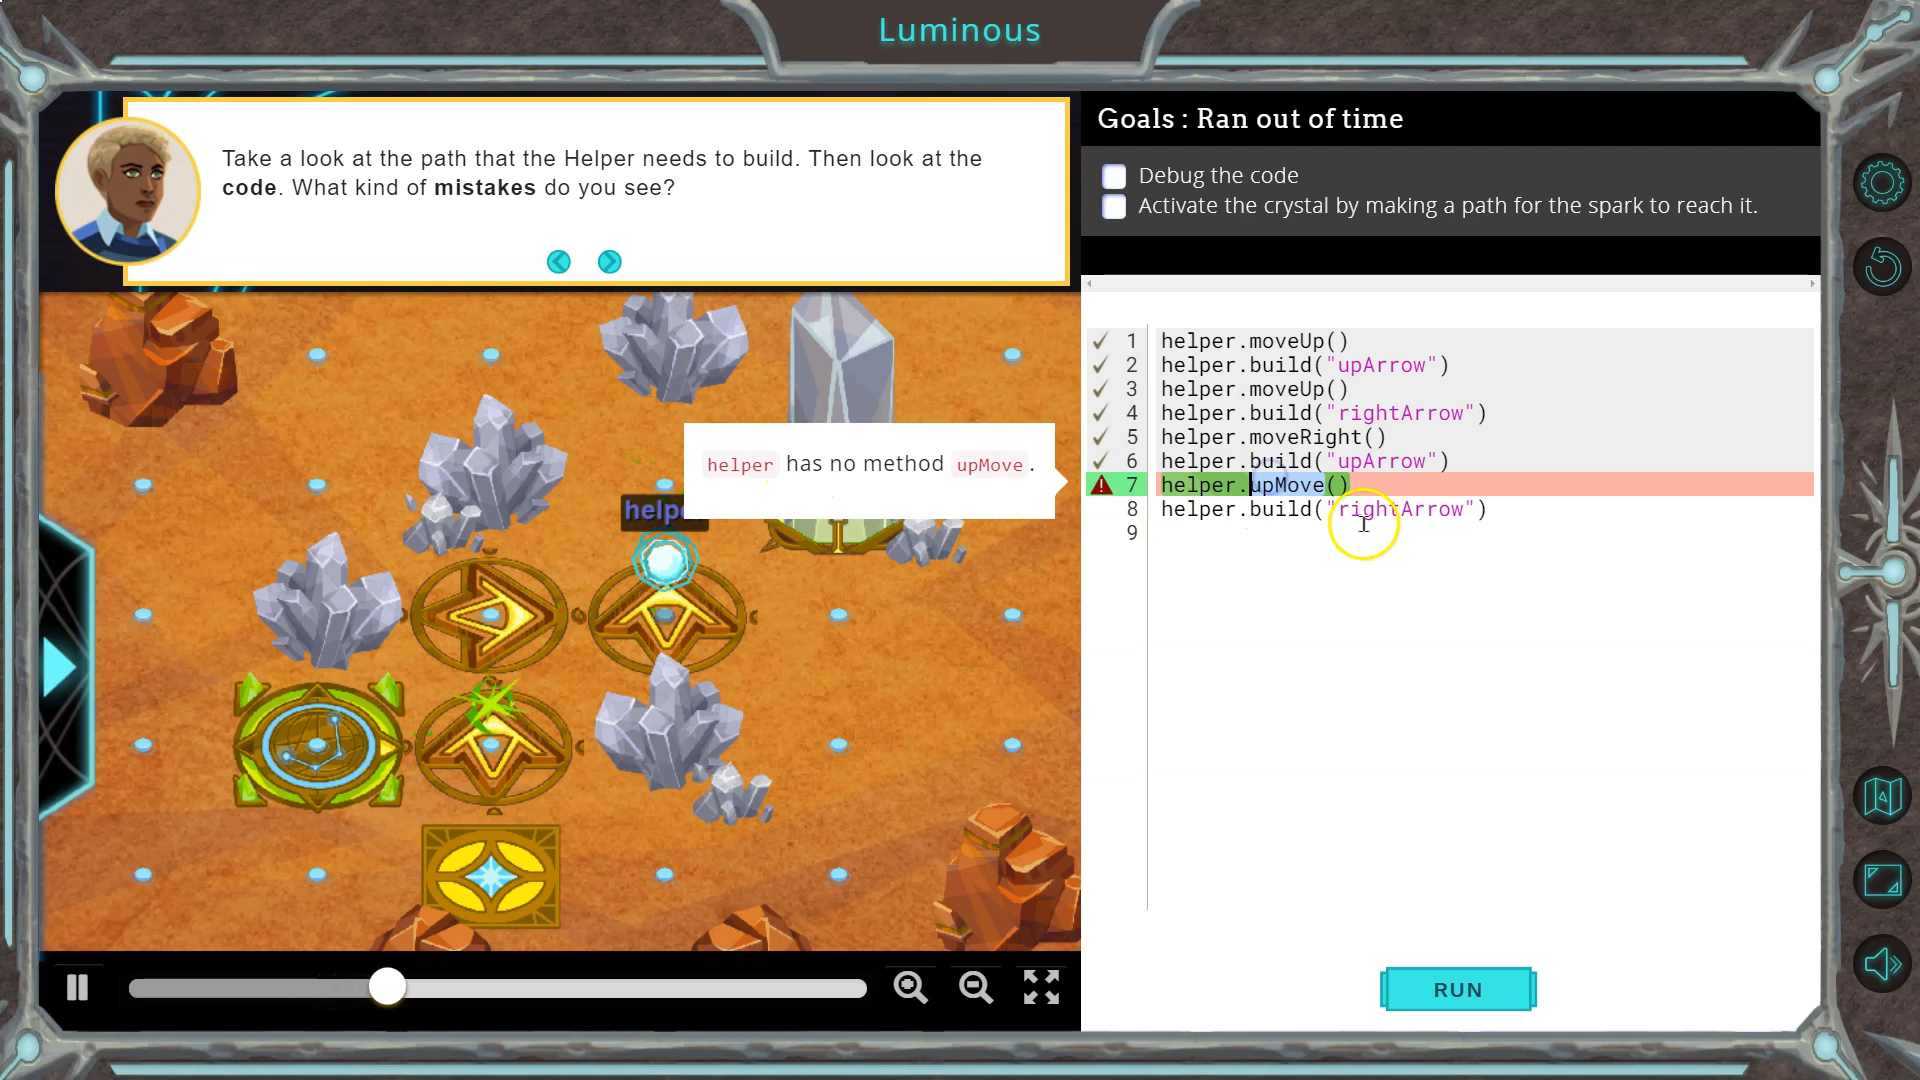 Luminous
Take a look at the path that the Helper needs to build. Then look at the
code. What kind of mistakes do you see?
Goals : Ran out of time
Debug the code
Activate the crystal by making a path for the spark to reach it.
helper has no method upMove.
1 helper.moveUp()
2 helper.build("upArrow")
3 helper.moveUp()
4 helper.build("rightArrow")
5 helper.moveRight()
6 helper.build("upArrow")
7 helper.upMove()
8 helper.build("rightArrow")
9
RUN